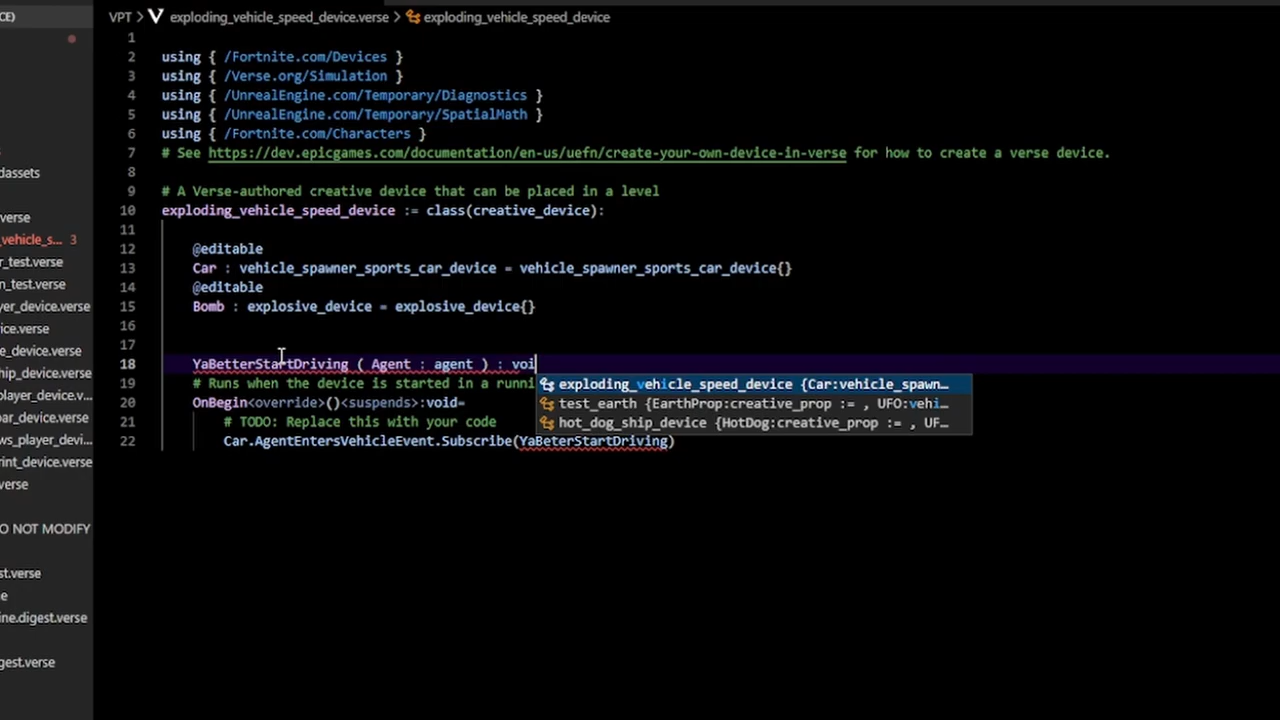 CE)
VPT > exploding_vehicle_speed_device.verse > exploding_vehicle_speed_device
1
2 using { /Fortnite.com/Devices }
3 using { /Verse.org/Simulation }
4 using { /UnrealEngine.com/Temporary/Diagnostics }
5 using { /UnrealEngine.com/Temporary/SpatialMath }
6 using { /Fortnite.com/Characters }
7 # See https://dev.epicgames.com/documentation/en-us/uefn/create-your-own-device-in-verse for how to create a verse device.
8
9 # A Verse-authored creative device that can be placed in a level
10 exploding_vehicle_speed_device := class(creative_device):
11
12 @editable
13 Car : vehicle_spawner_sports_car_device = vehicle_spawner_sports_car_device{}
14 @editable
15 Bomb : explosive_device = explosive_device{}
16
17
18 YaBetterStartDriving ( Agent : agent ) : voi
19 # Runs when the device is started in a runni
20 OnBegin<override>()<suspends>:void=
21 # TODO: Replace this with your code
22 Car.AgentEntersVehicleEvent.Subscribe(YaBeterStartDriving)
exploding_vehicle_speed_device {Car:vehicle_spawn…
test_earth {EarthProp:creative_prop := , UFO:vehi…
hot_dog_ship_device {HotDog:creative_prop := , UF…
dassets
verse
_vehicle_s... 3
r_test.verse
n_test.verse
yer_device.verse
ice.verse
e_device.verse
hip_device.verse
player_device.v...
oar_device.verse
ws_player_devi...
rint_device.verse
verse
O NOT MODIFY
st.verse
e
ine.digest.verse
gest.verse